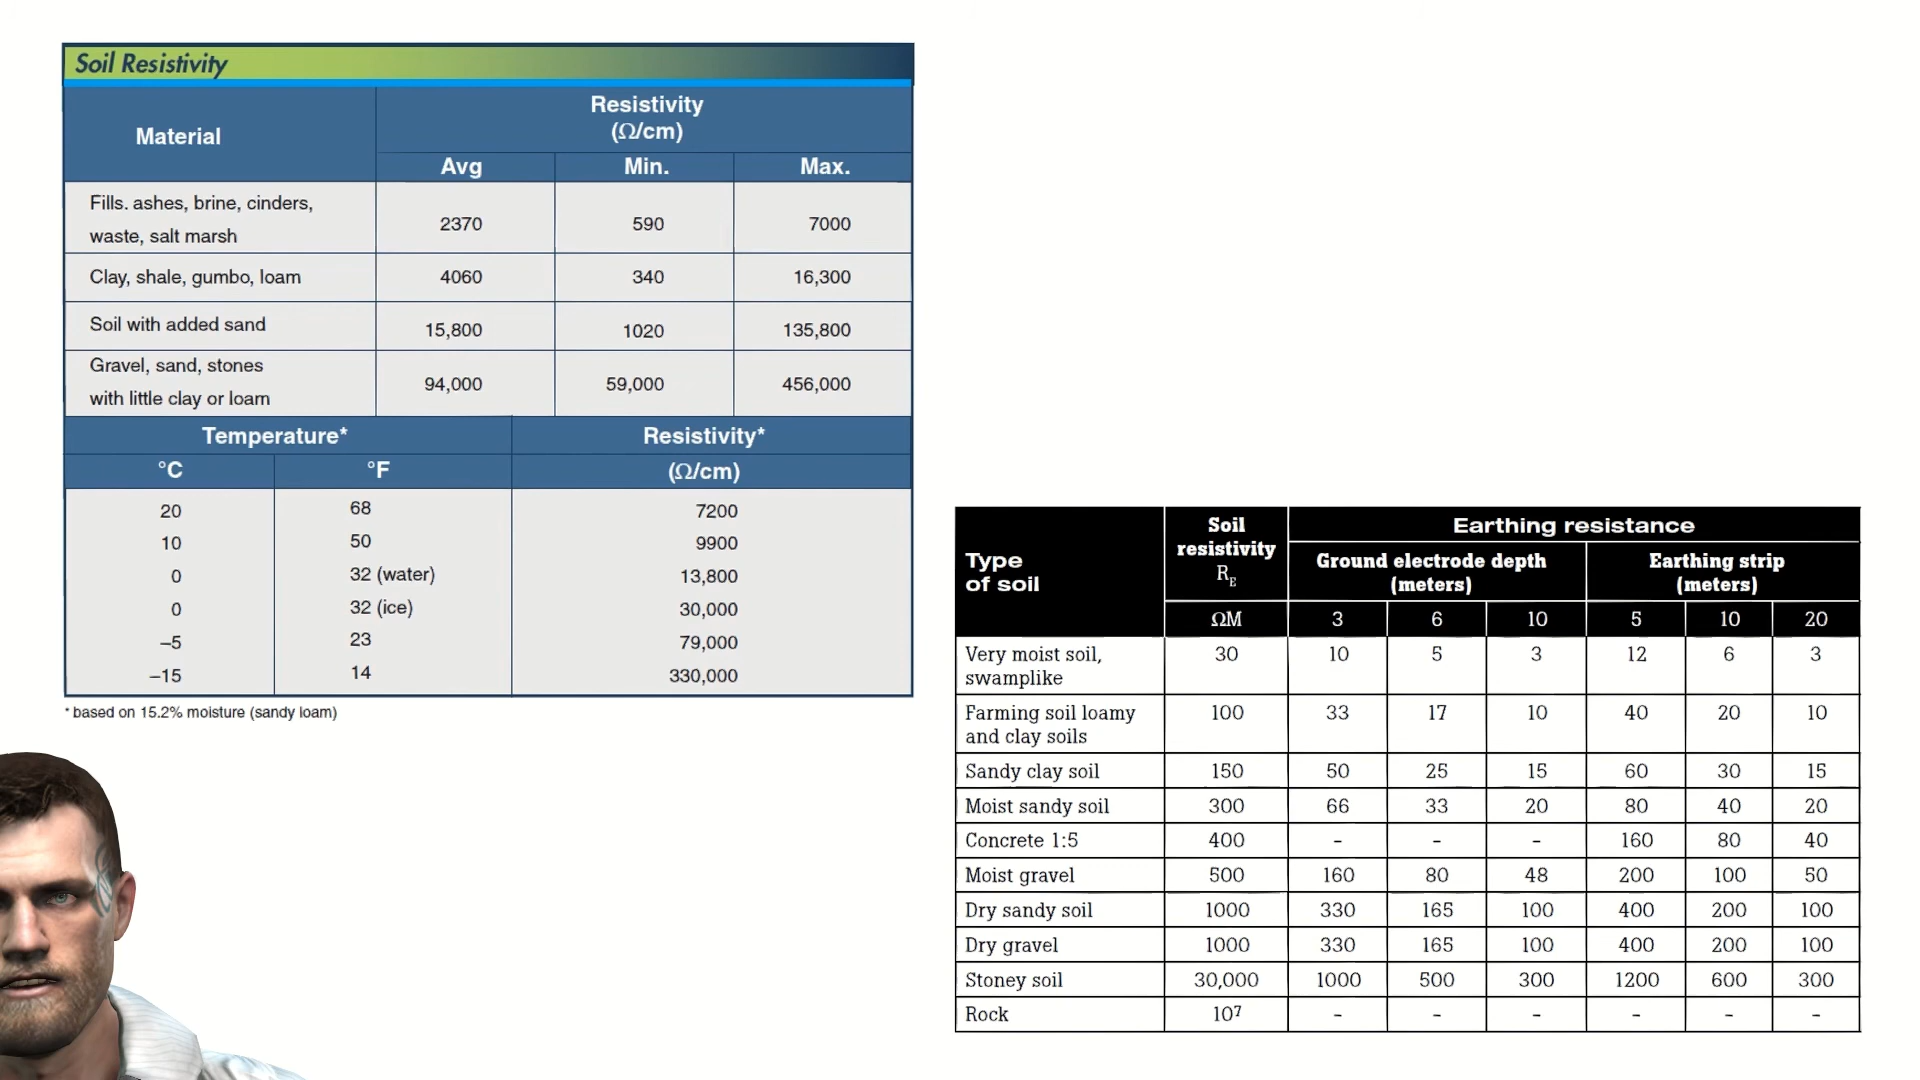 Soil Resistivity
Material
Resistivity
(Ω/cm)
Avg Min. Max.
Fills. ashes, brine, cinders,
waste, salt marsh
2370 590 7000
Clay, shale, gumbo, loam 4060 340 16,300
Soil with added sand 15,800 1020 135,800
Gravel, sand, stones
with little clay or loam
94,000 59,000 456,000
Temperature* Resistivity*
°C °F (Ω/cm)
20 68 7200
10 50 9900
0 32 (water) 13,800
0 32 (ice) 30,000
–5 23 79,000
–15 14 330,000
* based on 15.2% moisture (sandy loam)
Type
of soil
Soil
resistivity
RE
ΩM
Earthing resistance
Ground electrode depth
(meters)
Earthing strip
(meters)
3 6 10 5 10 20
Very moist soil,
swamplike
30 10 5 3 12 6 3
Farming soil loamy
and clay soils
100 33 17 10 40 20 10
Sandy clay soil 150 50 25 15 60 30 15
Moist sandy soil 300 66 33 20 80 40 20
Concrete 1:5 400 - - - 160 80 40
Moist gravel 500 160 80 48 200 100 50
Dry sandy soil 1000 330 165 100 400 200 100
Dry gravel 1000 330 165 100 400 200 100
Stoney soil 30,000 1000 500 300 1200 600 300
Rock 10⁷ - - - - - -